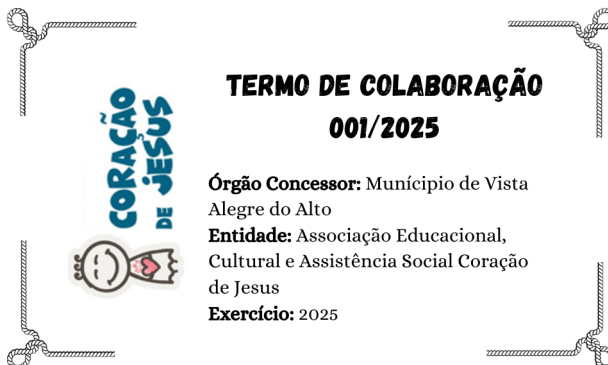 CORAÇÃO
DE JESUS
TERMO DE COLABORAÇÃO
001/2025
Órgão Concessor: Munícipio de Vista
Alegre do Alto
Entidade: Associação Educacional,
Cultural e Assistência Social Coração
de Jesus
Exercício: 2025